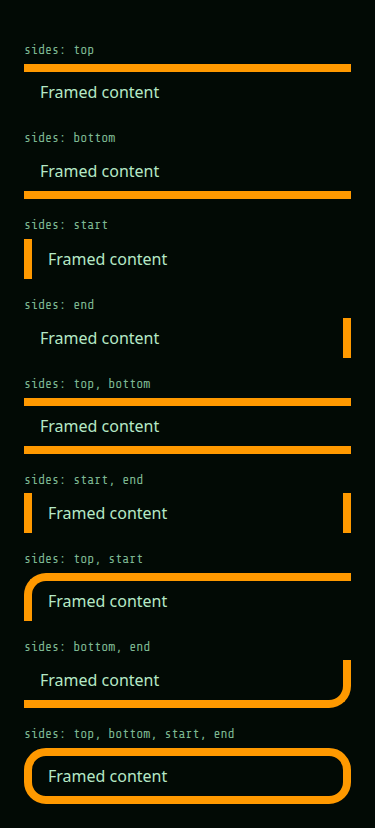 sides: top
Framed content
sides: bottom
Framed content
sides: start
Framed content
sides: end
Framed content
sides: top, bottom
Framed content
sides: start, end
Framed content
sides: top, start
Framed content
sides: bottom, end
Framed content
sides: top, bottom, start, end
Framed content